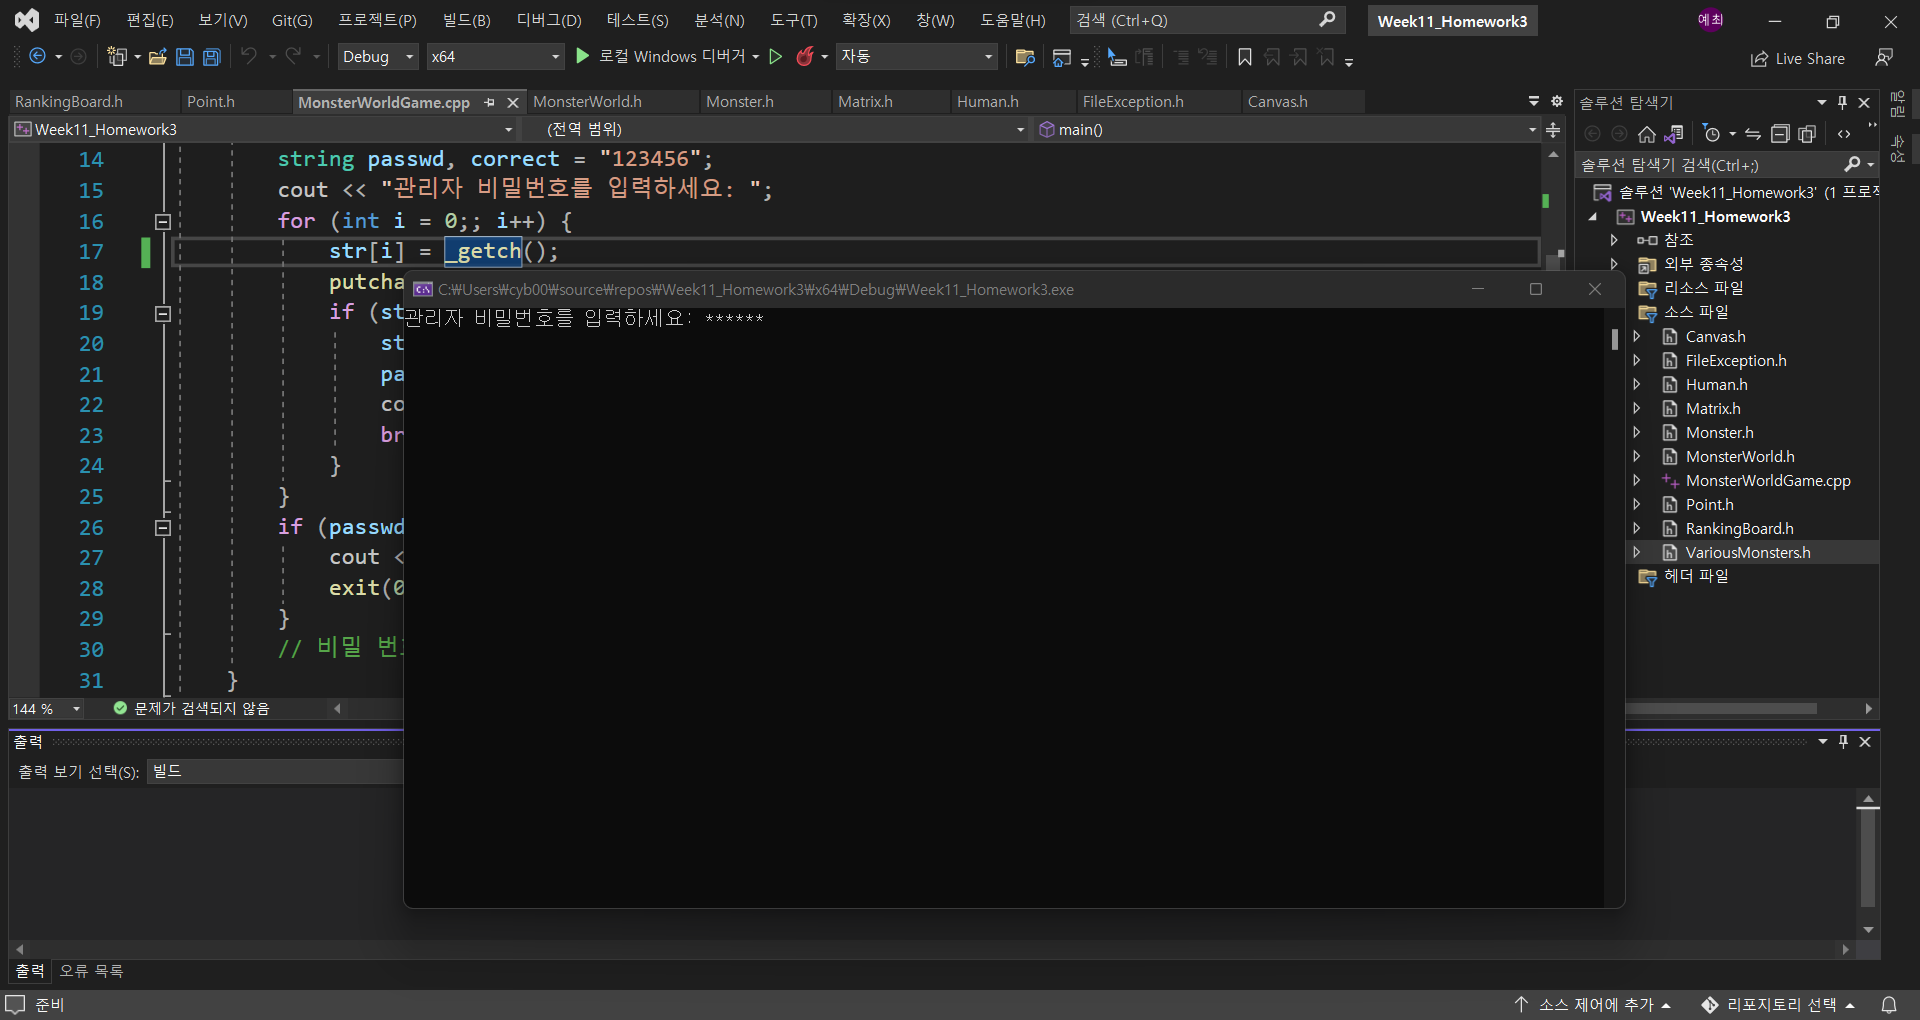 파일(F) 편집(E) 보기(V) Git(G) 프로젝트(P) 빌드(B) 디버그(D) 테스트(S) 분석(N) 도구(T) 확장(X) 창(W) 도움말(H) 검색 (Ctrl+Q) Week11_Homework3 예최
Debug x64 로컬 Windows 디버거 자동 Live Share
RankingBoard.h Point.h MonsterWorldGame.cpp MonsterWorld.h Monster.h Matrix.h Human.h FileException.h Canvas.h
Week11_Homework3 (전역 범위) main()
14 string passwd, correct = "123456";
15 cout << "관리자 비밀번호를 입력하세요: ";
16 for (int i = 0;; i++) {
17 str[i] = _getch();
18 putcha
19 if (st
20 st
21 pa
22 co
23 br
24 }
25 }
26 if (passwd
27 cout <
28 exit(0
29 }
30 // 비밀 번
31 }
C:\Users\cyb00\source\repos\Week11_Homework3\x64\Debug\Week11_Homework3.exe
관리자 비밀번호를 입력하세요: ******
144 % 문제가 검색되지 않음
솔루션 탐색기
솔루션 탐색기 검색(Ctrl+;)
솔루션 'Week11_Homework3' (1 프로젝
Week11_Homework3
참조
외부 종속성
리소스 파일
소스 파일
Canvas.h
FileException.h
Human.h
Matrix.h
Monster.h
MonsterWorld.h
MonsterWorldGame.cpp
Point.h
RankingBoard.h
VariousMonsters.h
헤더 파일
알림
속성
출력
출력 보기 선택(S): 빌드
출력 오류 목록
준비 소스 제어에 추가 리포지토리 선택